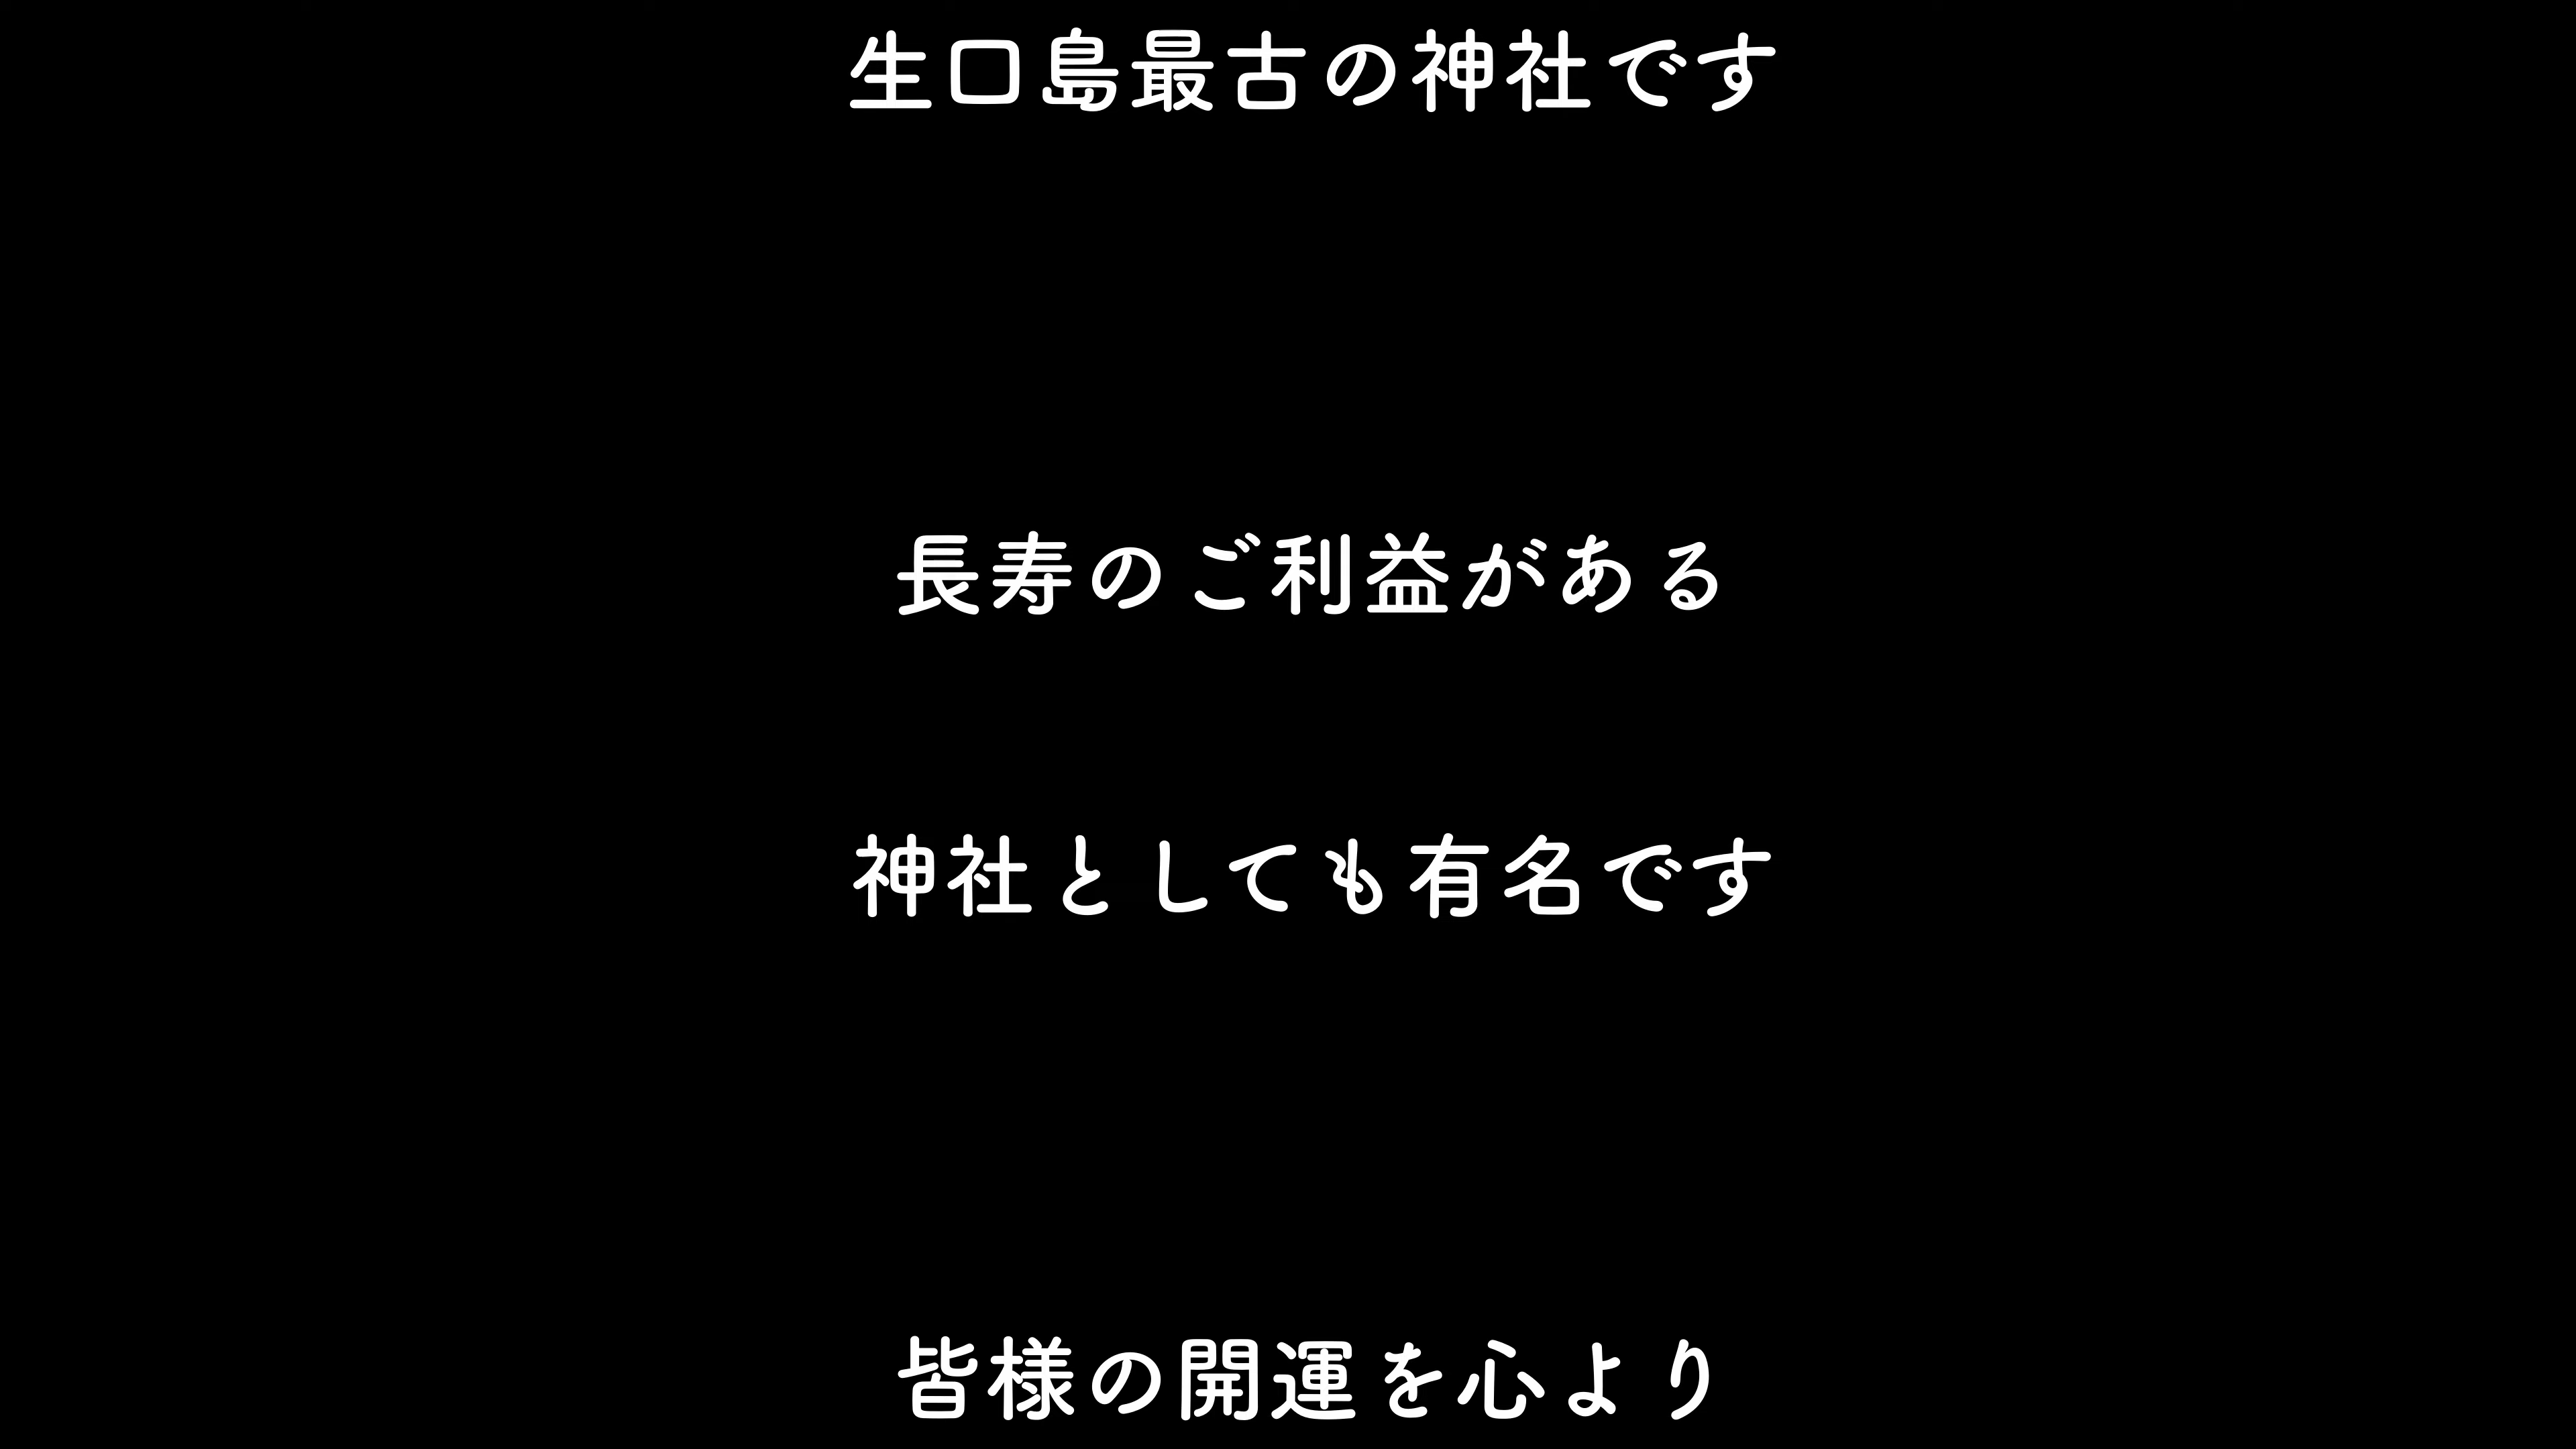 生口島最古の神社です
長寿のご利益がある
神社としても有名です
皆様の開運を心より